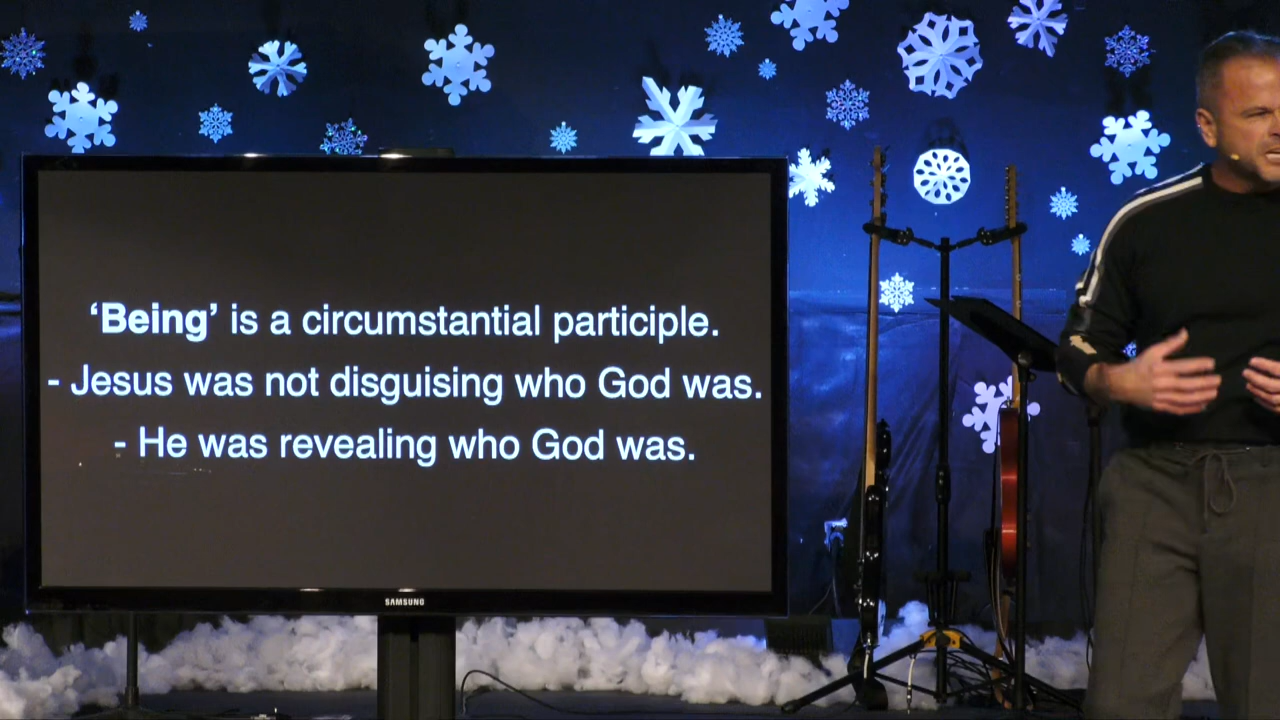 ‘Being’ is a circumstantial participle.
- Jesus was not disguising who God was.
- He was revealing who God was.
SAMSUNG